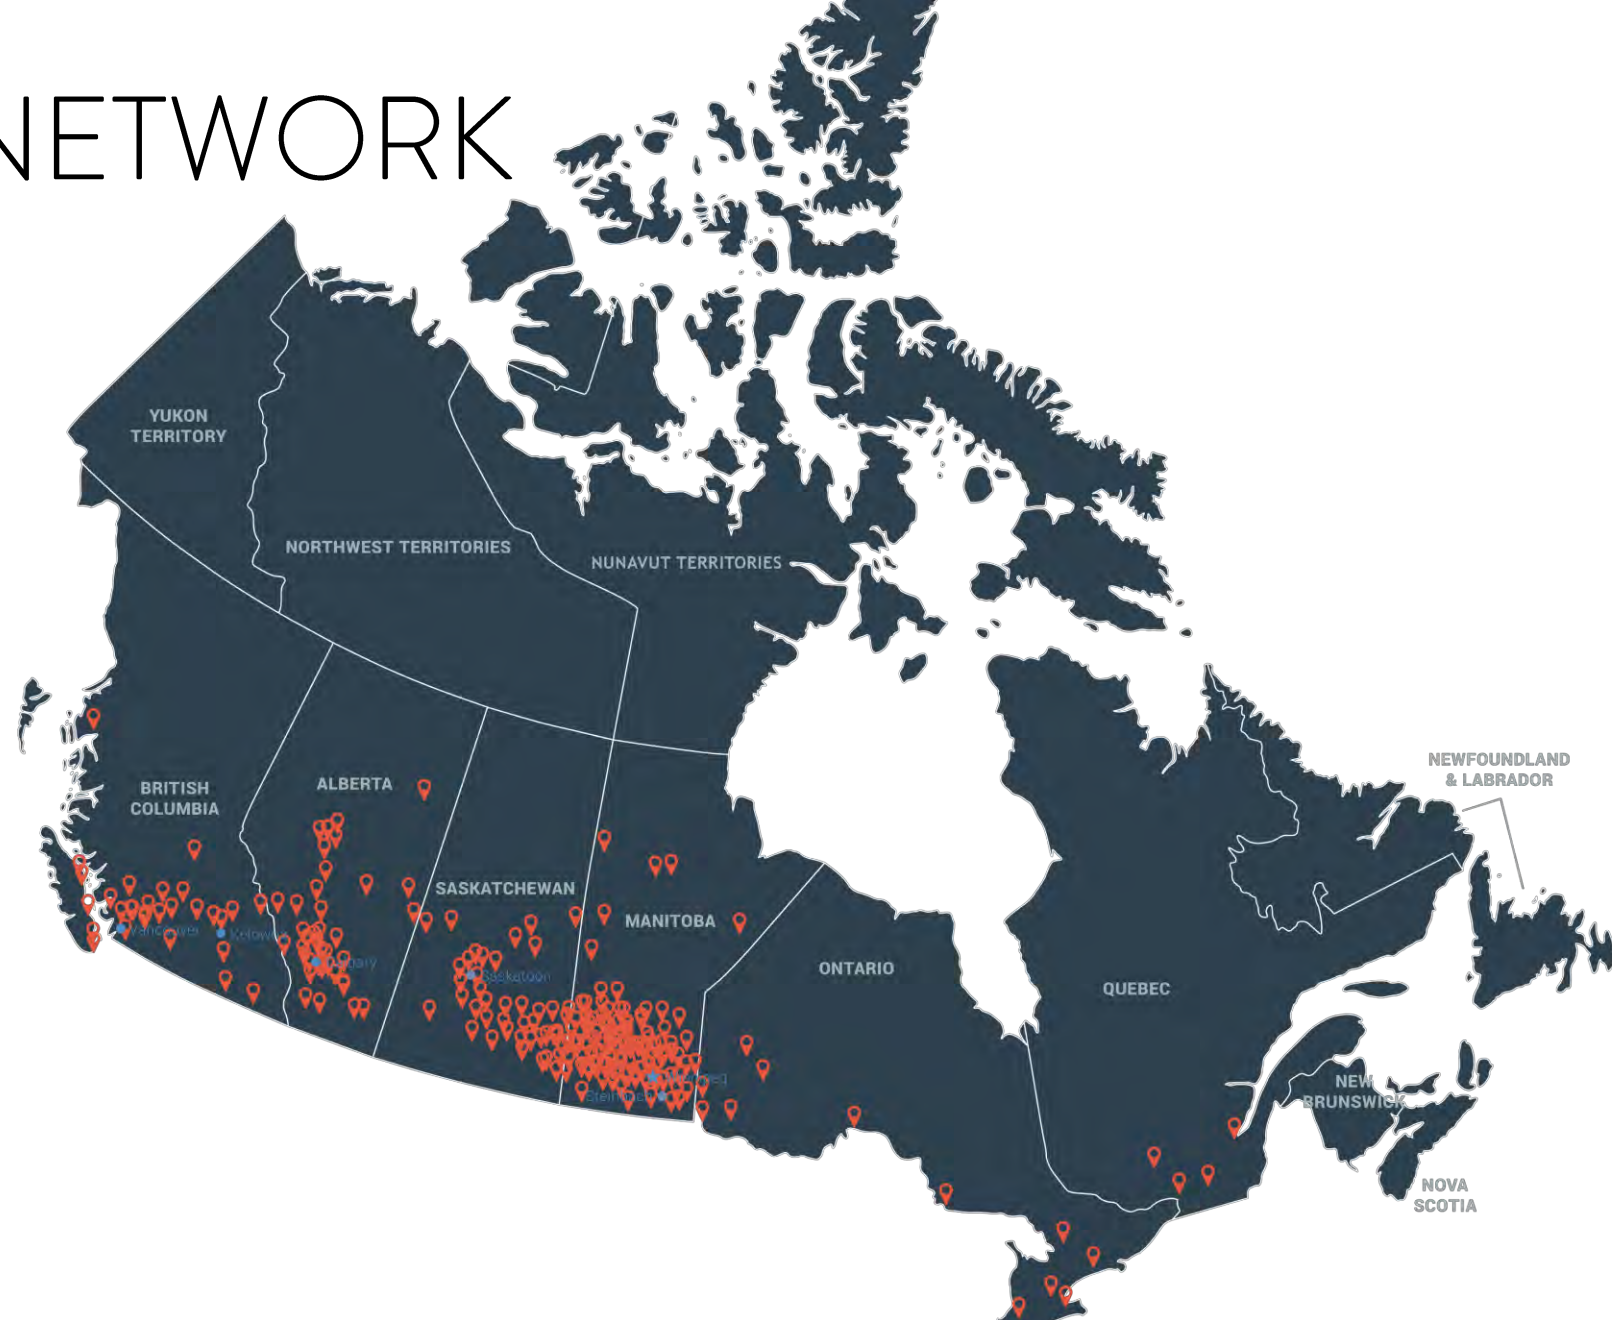 NETWORK
YUKON
TERRITORY
NORTHWEST TERRITORIES
NUNAVUT TERRITORIES
BRITISH
COLUMBIA
ALBERTA
SASKATCHEWAN
MANITOBA
ONTARIO
QUEBEC
NEWFOUNDLAND
& LABRADOR
NEW
BRUNSWICK
NOVA
SCOTIA
Vancouver
Saskatoon